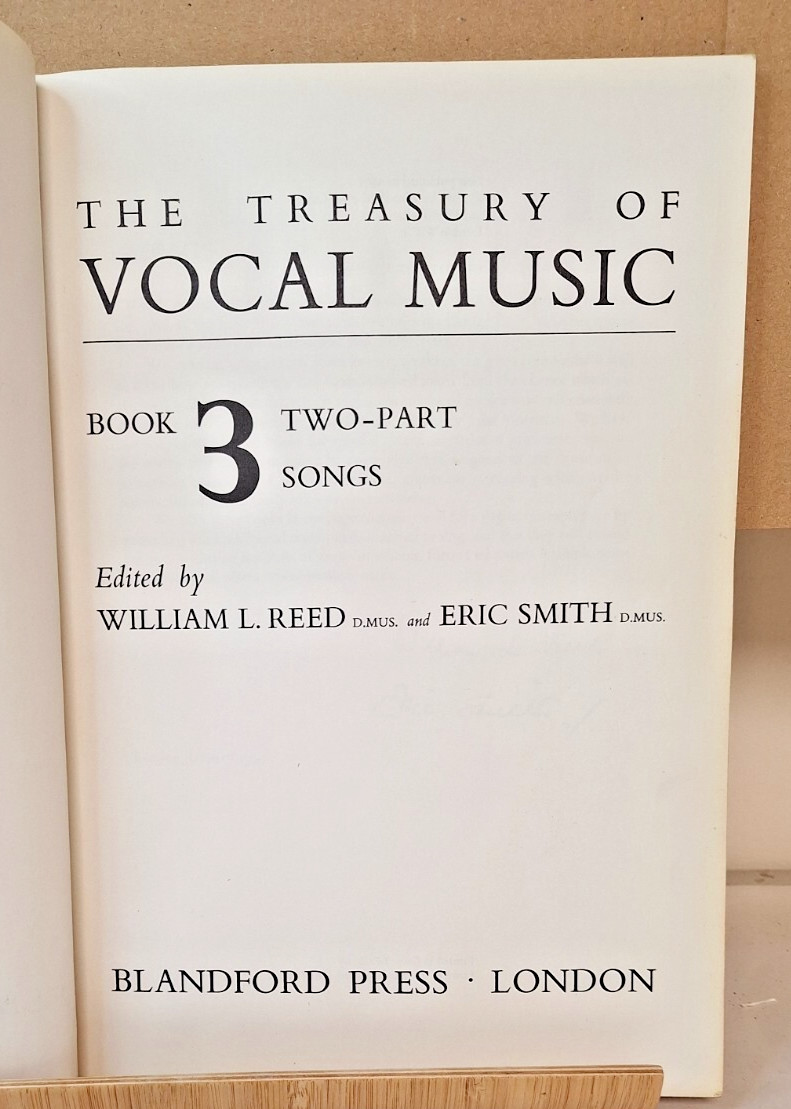 THE TREASURY OF
VOCAL MUSIC
BOOK 3 TWO-PART
SONGS
Edited by
WILLIAM L. REED D.MUS. and ERIC SMITH D.MUS.
BLANDFORD PRESS · LONDON